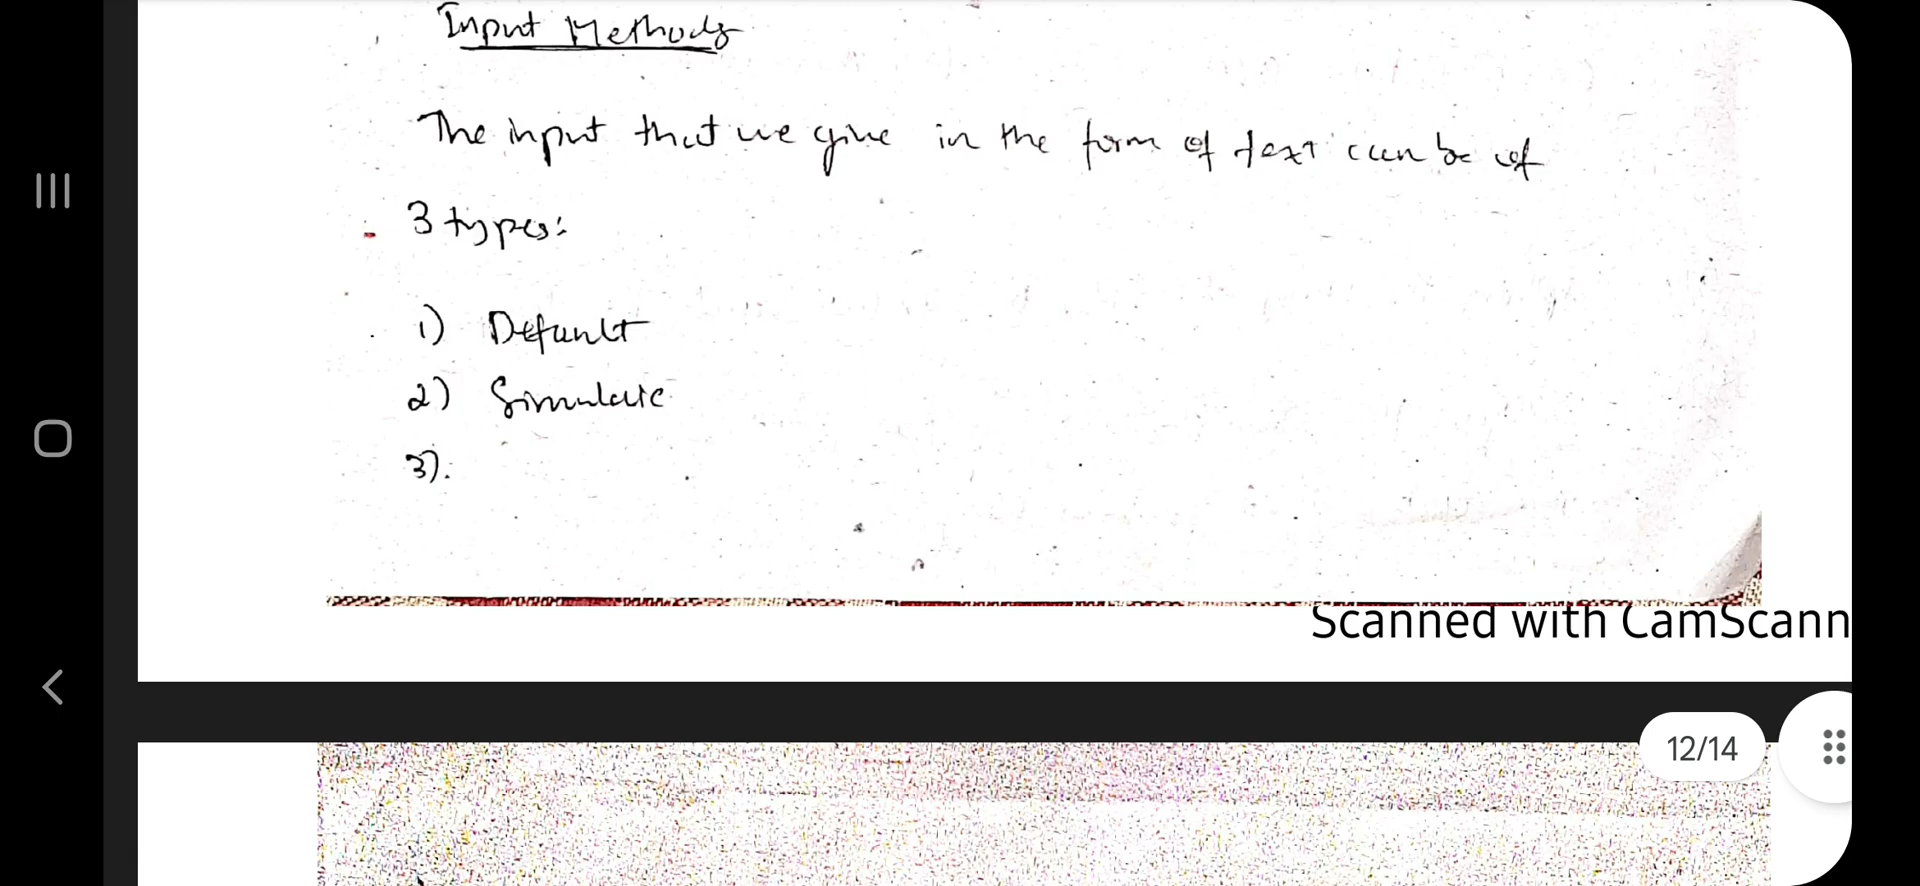 Input Methods
The input that we give in the form of text can be of
3 types:
1) Default
2) Simulate
3).
Scanned with CamScann
12/14